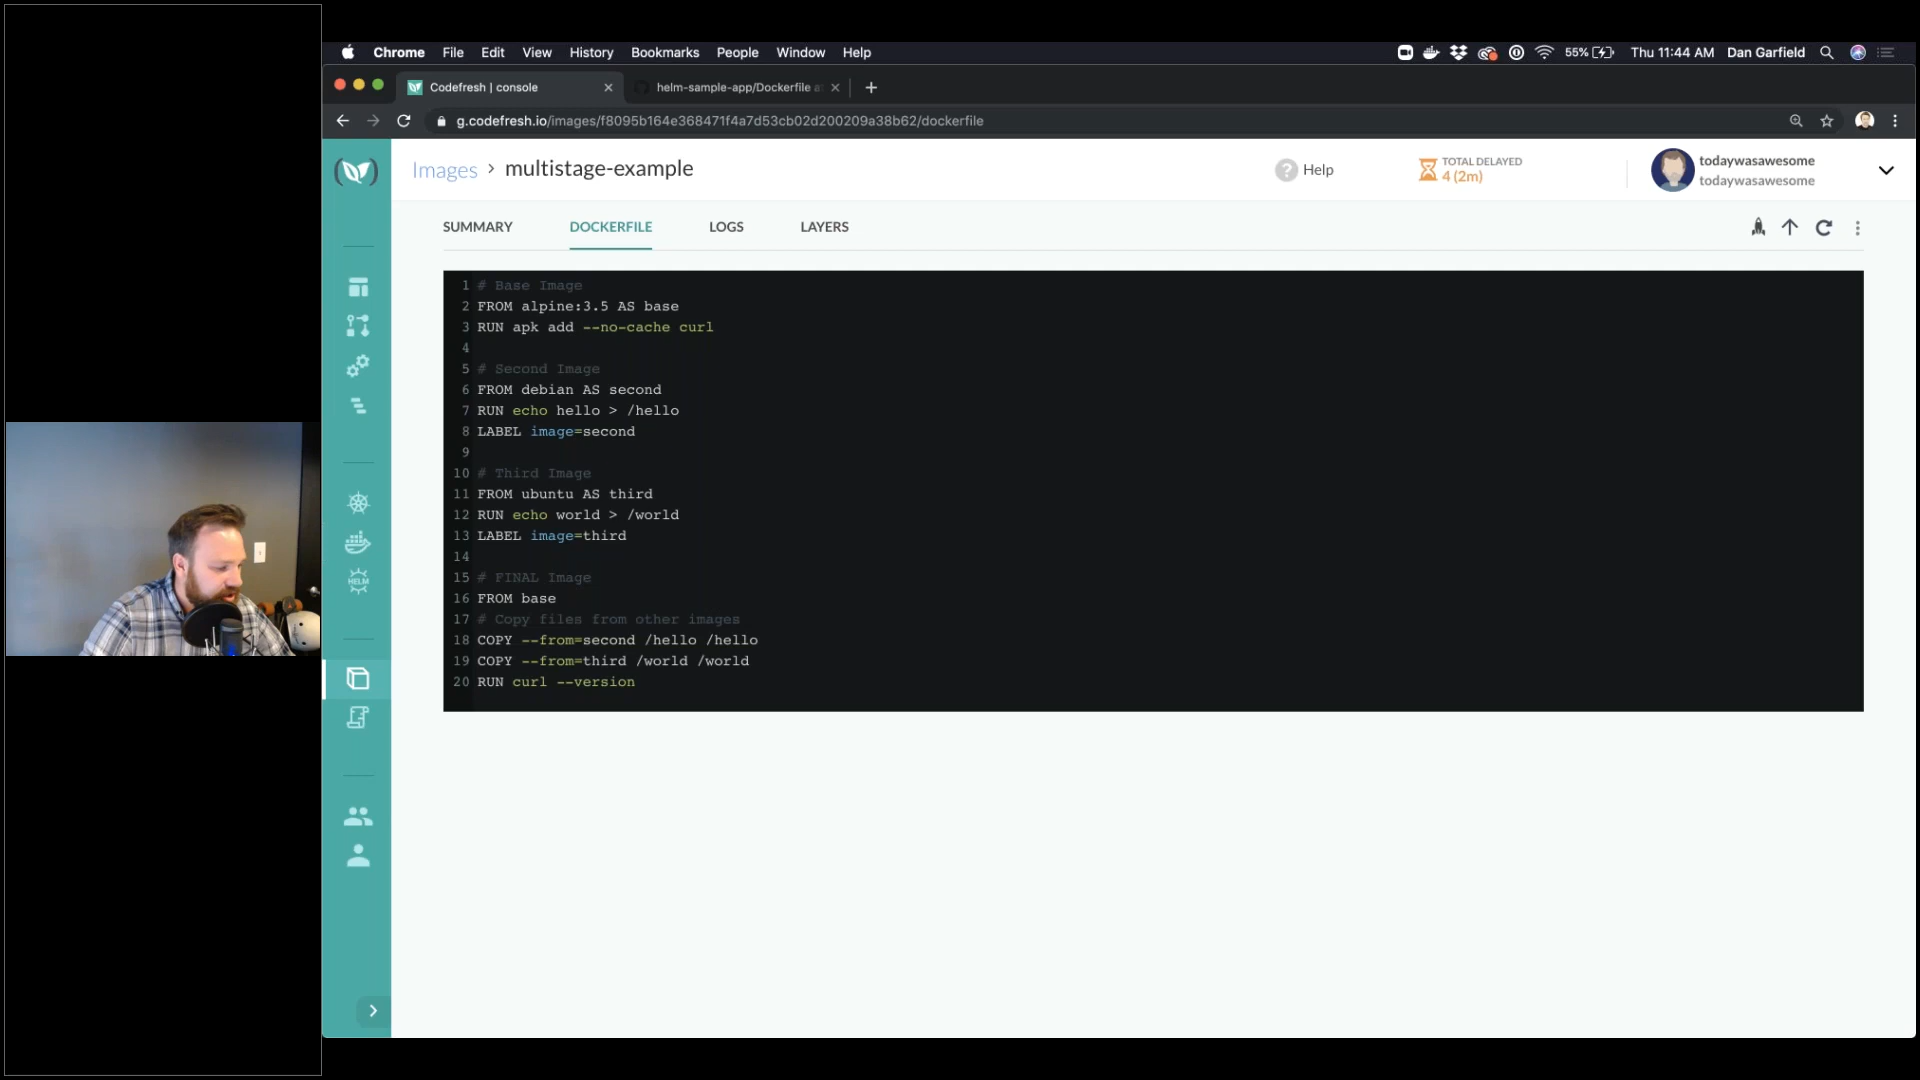 Chrome File Edit View History Bookmarks People Window Help 55% Thu 11:44 AM Dan Garfield
Codefresh | console helm-sample-app/Dockerfile a
g.codefresh.io/images/f8095b164e368471f4a7d53cb02d200209a38b62/dockerfile
Images > multistage-example
? Help
TOTAL DELAYED
4 (2m)
todaywasawesome
todaywasawesome
SUMMARY DOCKERFILE LOGS LAYERS
1 # Base Image
2 FROM alpine:3.5 AS base
3 RUN apk add --no-cache curl
4
5 # Second Image
6 FROM debian AS second
7 RUN echo hello > /hello
8 LABEL image=second
9
10 # Third Image
11 FROM ubuntu AS third
12 RUN echo world > /world
13 LABEL image=third
14
15 # FINAL Image
16 FROM base
17 # Copy files from other images
18 COPY --from=second /hello /hello
19 COPY --from=third /world /world
20 RUN curl --version
HELM